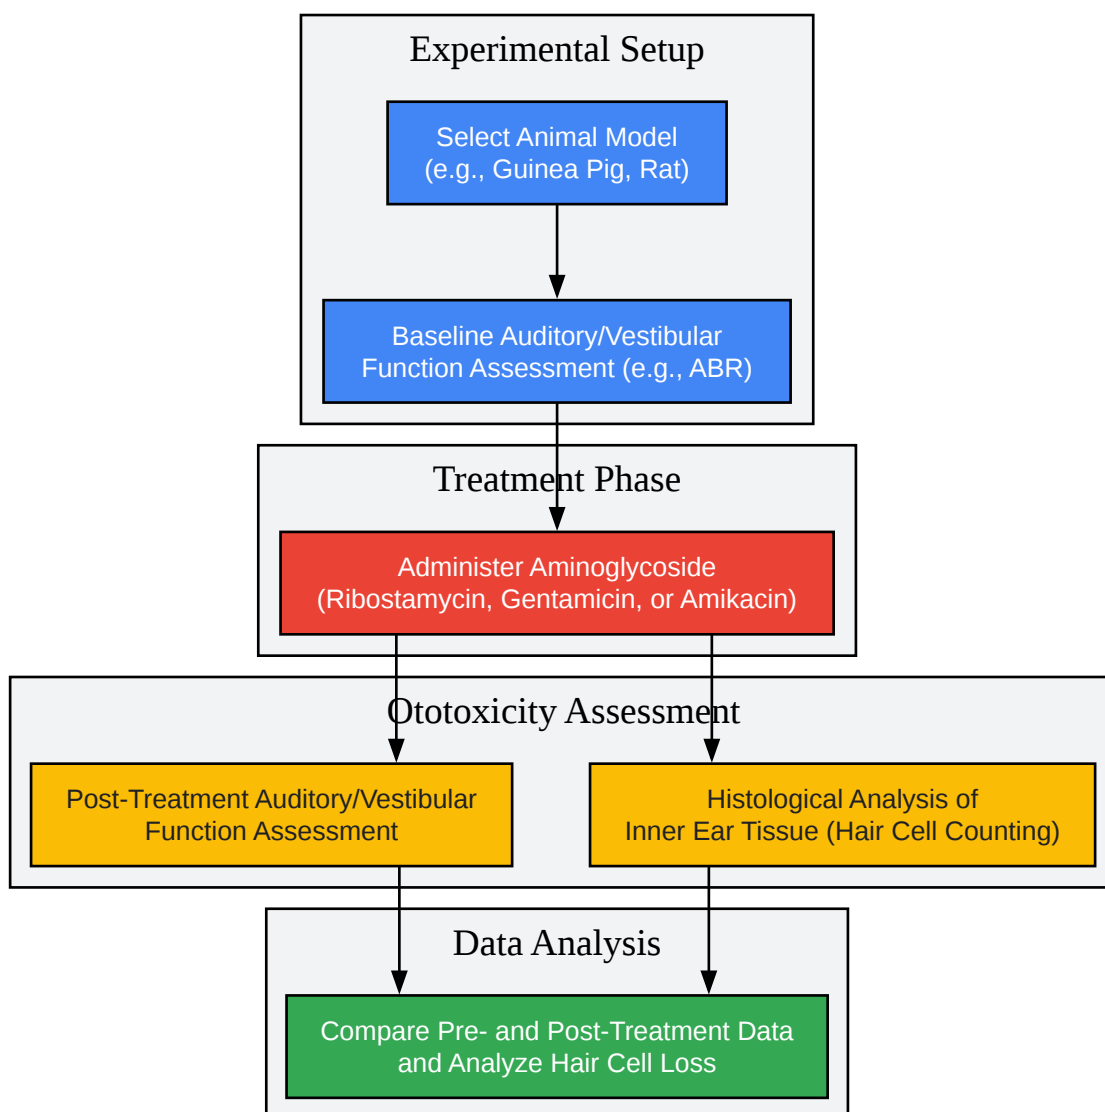 Experimental Setup
Select Animal Model
(e.g., Guinea Pig, Rat)
Baseline Auditory/Vestibular
Function Assessment (e.g., ABR)
Treatment Phase
Administer Aminoglycoside
(Ribostamycin, Gentamicin, or Amikacin)
Ototoxicity Assessment
Post-Treatment Auditory/Vestibular
Function Assessment
Histological Analysis of
Inner Ear Tissue (Hair Cell Counting)
Data Analysis
Compare Pre- and Post-Treatment Data
and Analyze Hair Cell Loss